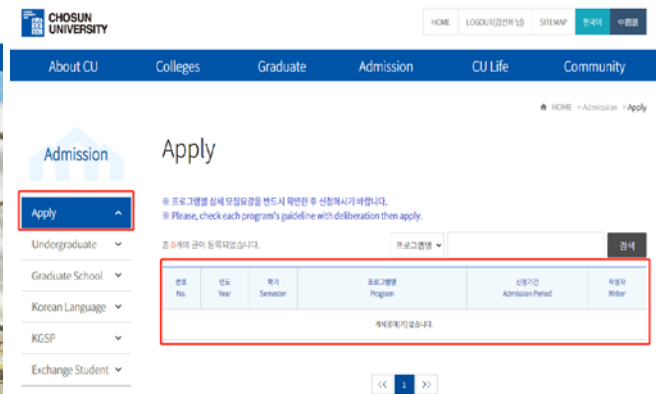 CHOSUN
UNIVERSITY
HOME LOGOUT SITEMAP 한국어 中國語
About CU Colleges Graduate Admission CU Life Community
HOME > Admission > Apply
Admission
Apply
Apply
Undergraduate
Graduate School
Korean Language
KGSP
Exchange Student
※ 프로그램별 상세 모집요강을 반드시 확인한 후 신청하시기 바랍니다.
※ Please, check each program's guideline with deliberation then apply.
총 0개의 글이 등록되었습니다.
프로그램명
검색
번호 년도 학기 프로그램명 신청기간 작성자
No. Year Semester Program Admission Period Writer
게시물이[가] 없습니다.
<< 1 >>